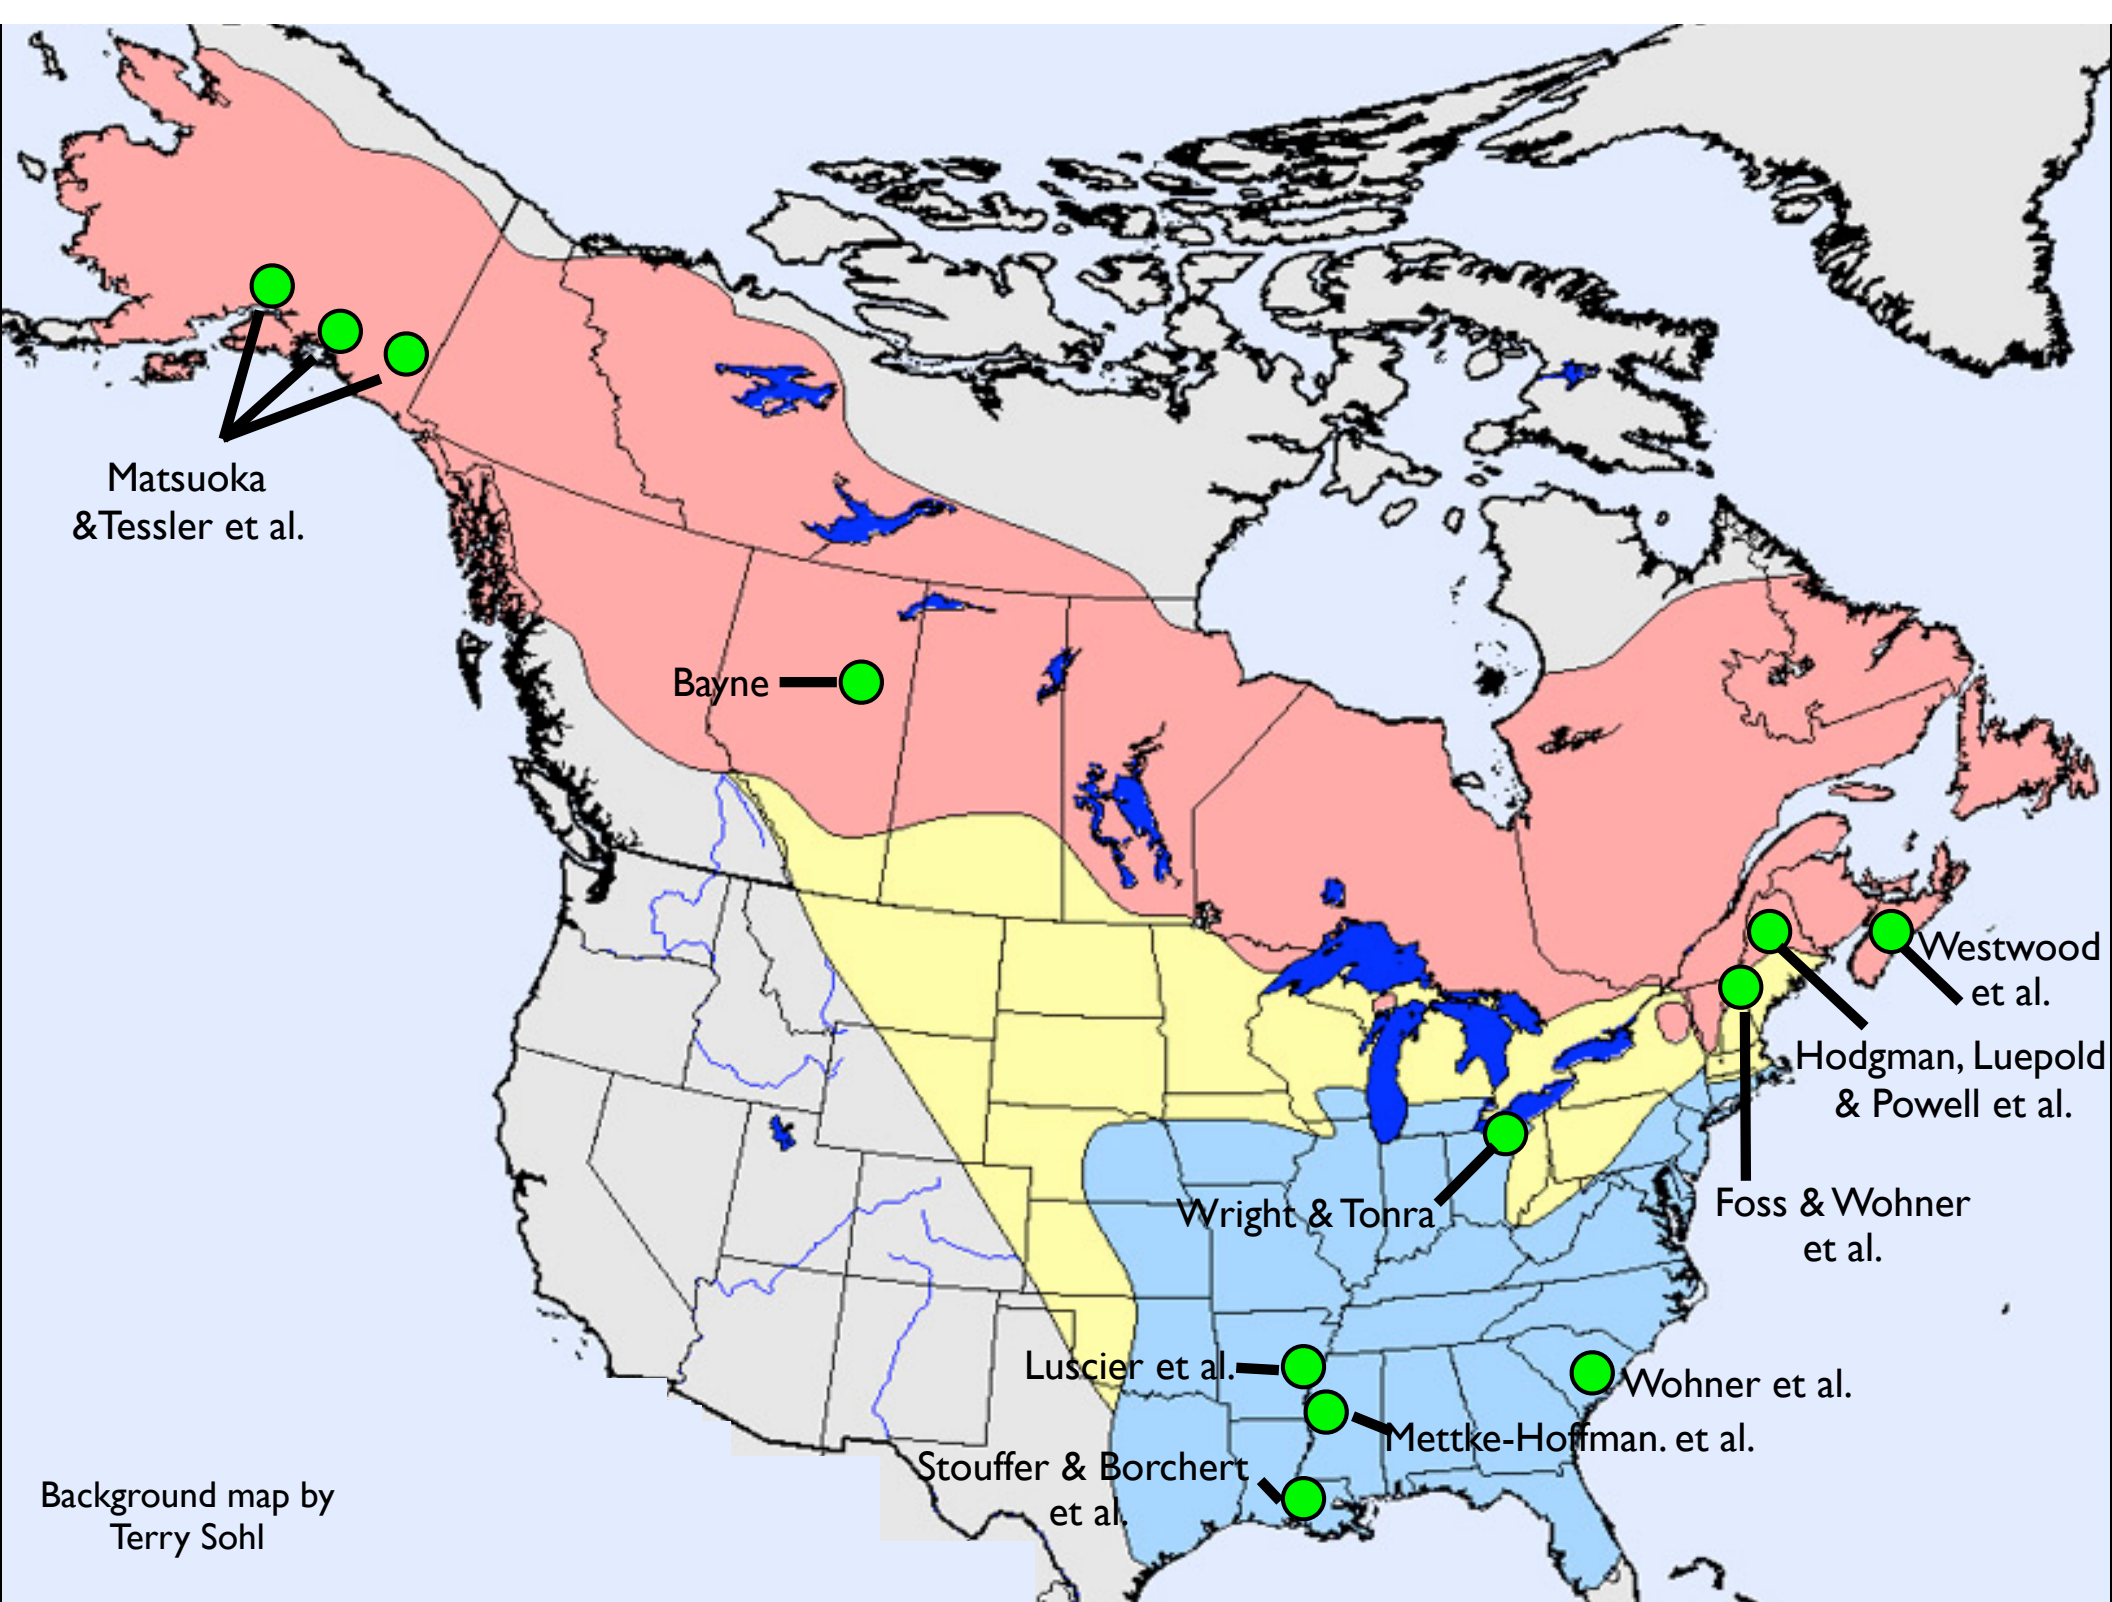 Matsuoka
&Tessler et al.
Bayne
Westwood
et al.
Hodgman, Luepold
& Powell et al.
Wright & Tonra
Foss & Wohner
et al.
Luscier et al.
Wohner et al.
Mettke-Hoffman. et al.
Stouffer & Borchert
et al.
Background map by
Terry Sohl